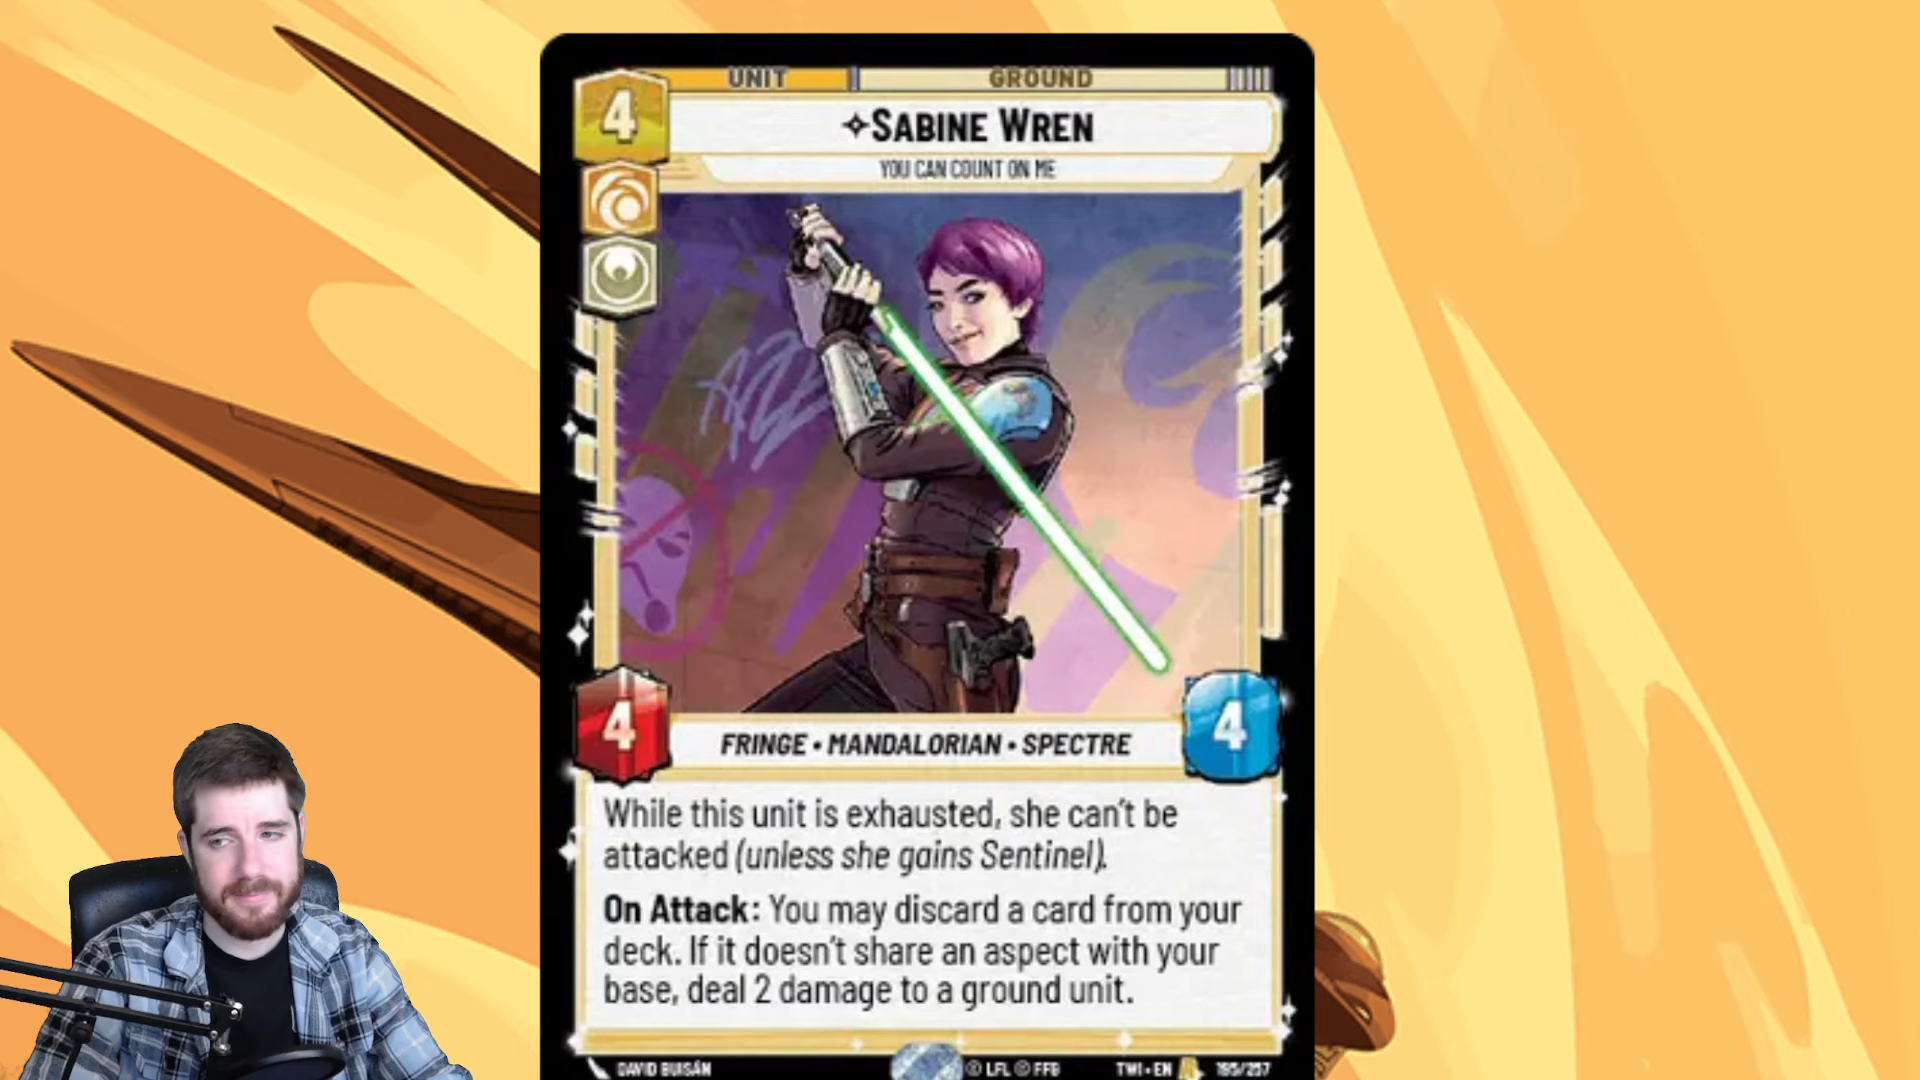 UNIT GROUND
4
SABINE WREN
YOU CAN COUNT ON ME
4 4
FRINGE • MANDALORIAN • SPECTRE
While this unit is exhausted, she can't be
attacked (unless she gains Sentinel).
On Attack: You may discard a card from your
deck. If it doesn't share an aspect with your
base, deal 2 damage to a ground unit.
DAVID BUISÁN © LFL © FFG TWI • EN 195/257